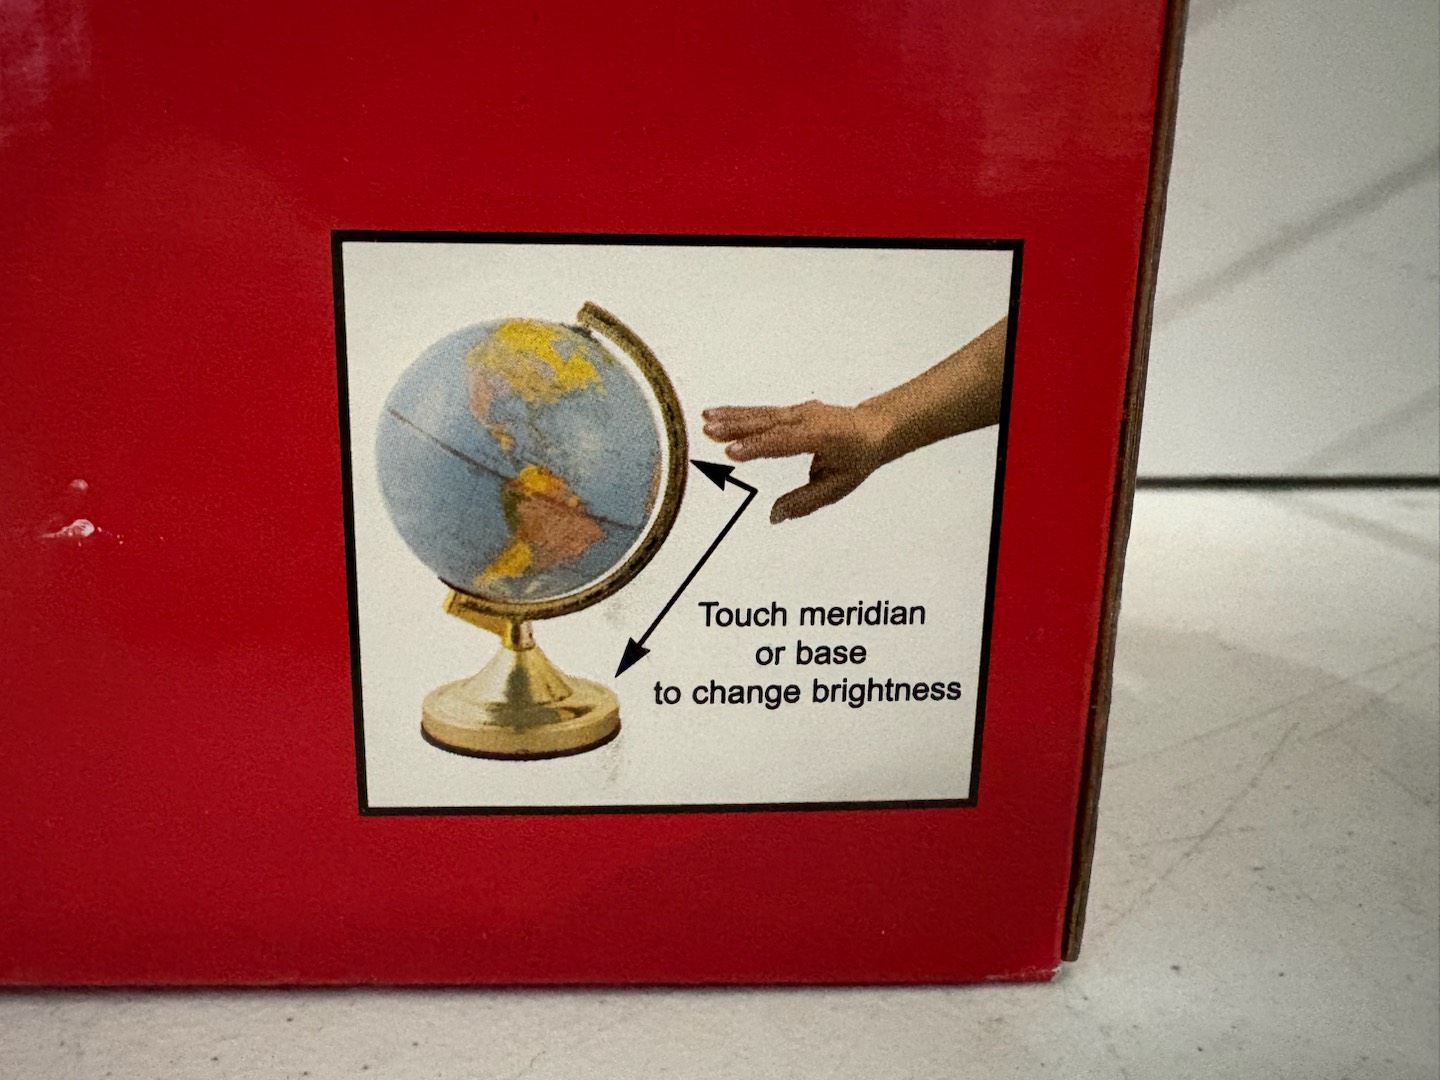 Touch meridian
or base
to change brightness